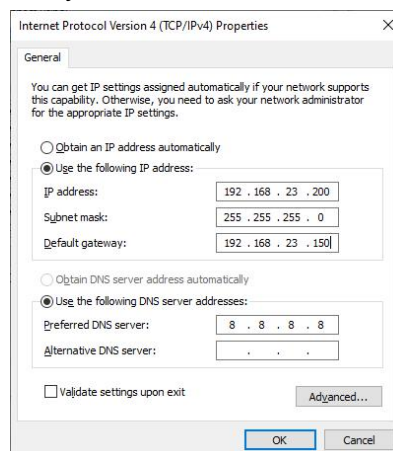 Internet Protocol Version 4 (TCP/IPv4) Properties
General
You can get IP settings assigned automatically if your network supports
this capability. Otherwise, you need to ask your network administrator
for the appropriate IP settings.
Obtain an IP address automatically
Use the following IP address:
IP address: 192 . 168 . 23 . 200
Subnet mask: 255 . 255 . 255 . 0
Default gateway: 192 . 168 . 23 . 150
Obtain DNS server address automatically
Use the following DNS server addresses:
Preferred DNS server: 8 . 8 . 8 . 8
Alternative DNS server: . . .
Validate settings upon exit
Advanced...
OK Cancel